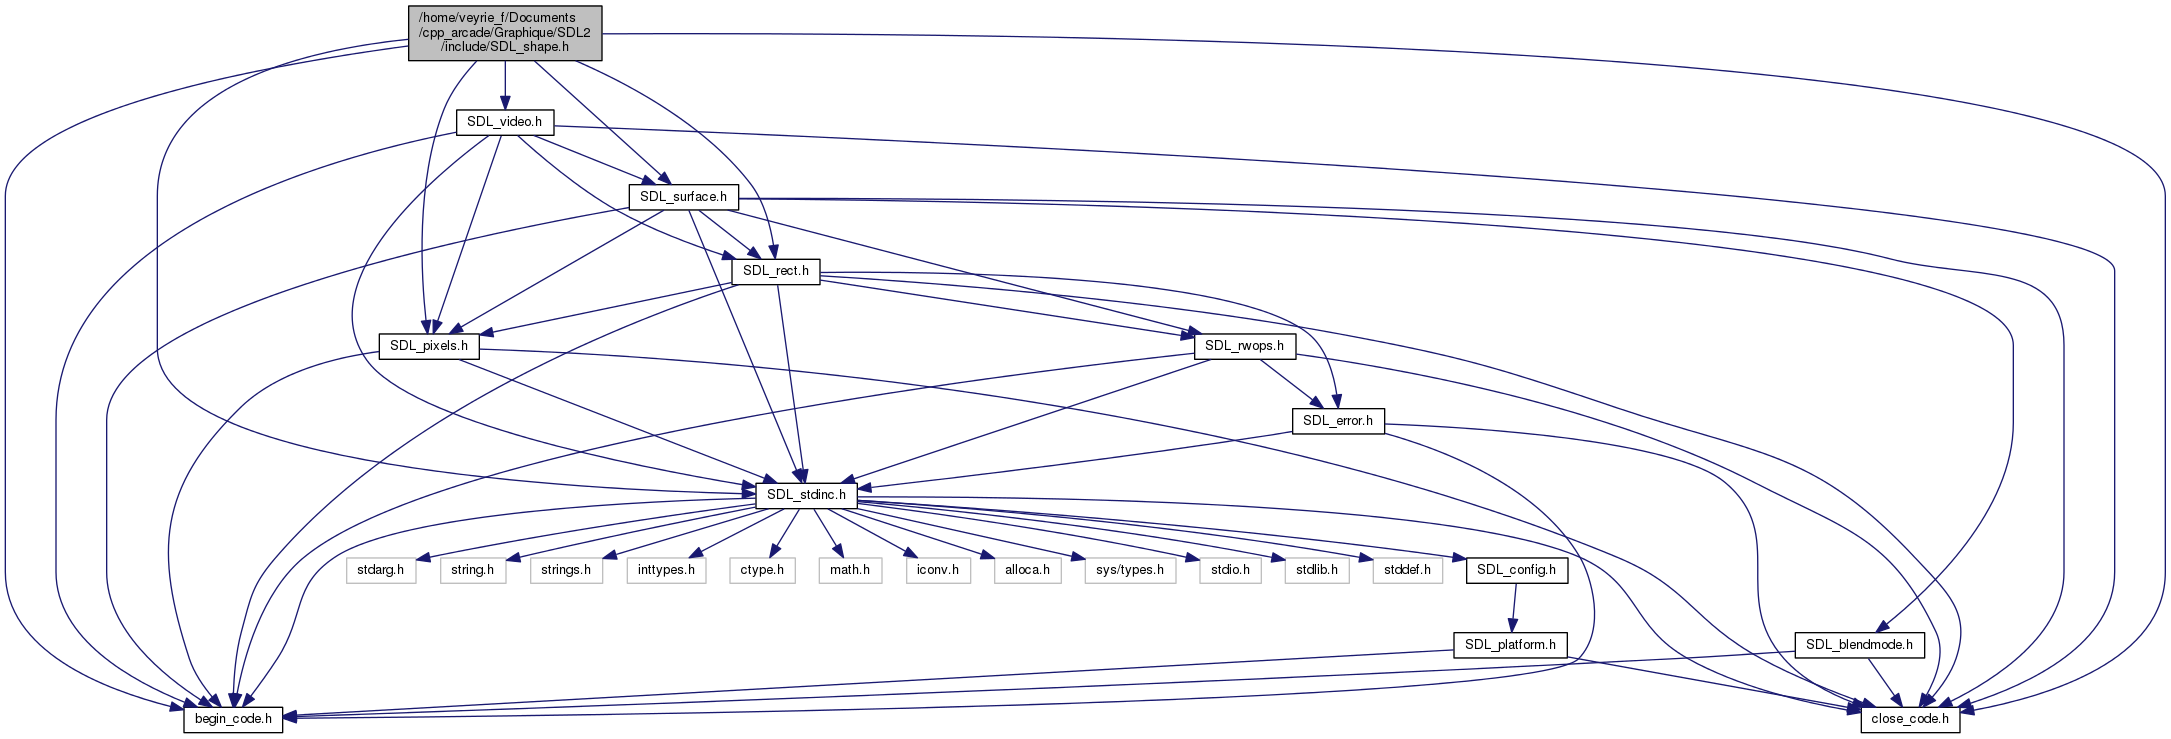 /home/veyrie_f/Documents
/cpp_arcade/Graphique/SDL2
/include/SDL_shape.h
SDL_video.h
SDL_surface.h
SDL_rect.h
SDL_pixels.h
SDL_rwops.h
SDL_error.h
SDL_stdinc.h
stdarg.h
string.h
strings.h
inttypes.h
ctype.h
math.h
iconv.h
alloca.h
sys/types.h
stdio.h
stdlib.h
stddef.h
SDL_config.h
SDL_platform.h
SDL_blendmode.h
begin_code.h
close_code.h